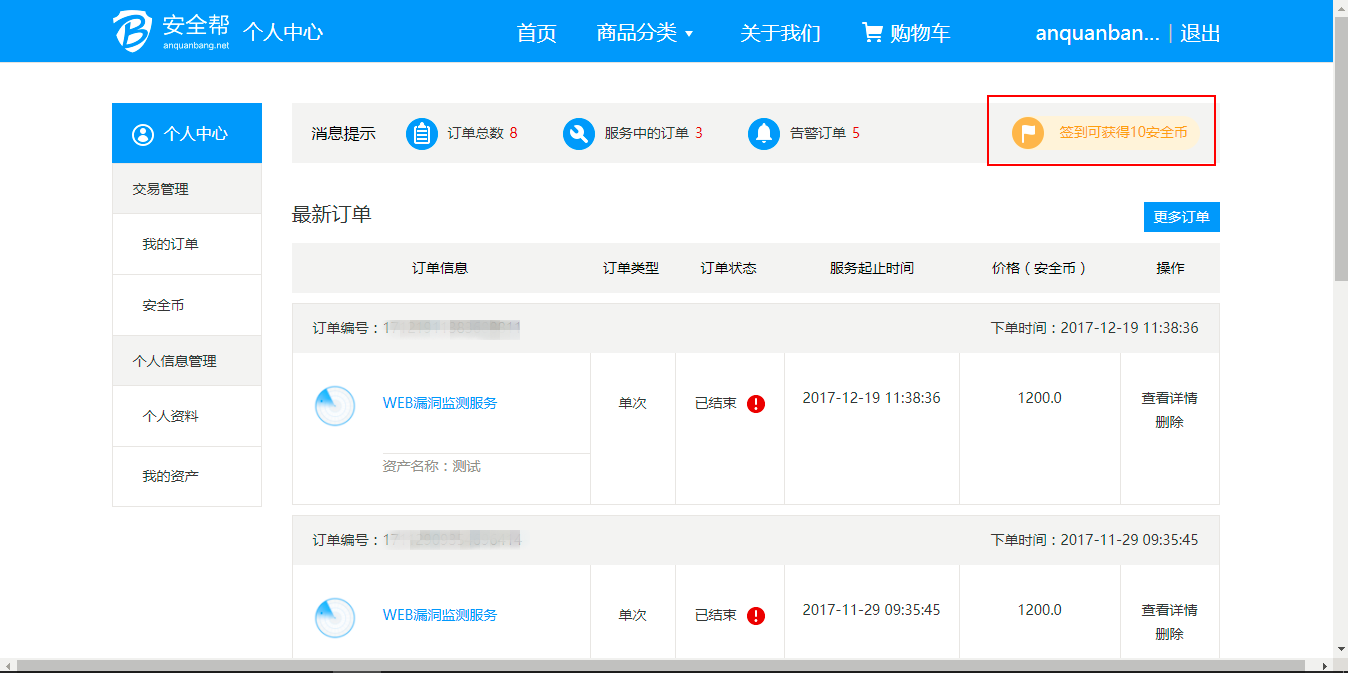 安全帮 个人中心 首页 商品分类 关于我们 购物车 anquanban... | 退出
anquanbang.net
个人中心
交易管理
我的订单
安全币
个人信息管理
个人资料
我的资产
消息提示 订单总数 8 服务中的订单 3 告警订单 5 签到可获得10安全币
最新订单 更多订单
订单信息 订单类型 订单状态 服务起止时间 价格（安全币） 操作
订单编号： 下单时间：2017-12-19 11:38:36
WEB漏洞监测服务 单次 已结束 2017-12-19 11:38:36 1200.0 查看详情
删除
资产名称：测试
订单编号： 下单时间：2017-11-29 09:35:45
WEB漏洞监测服务 单次 已结束 2017-11-29 09:35:45 1200.0 查看详情
删除